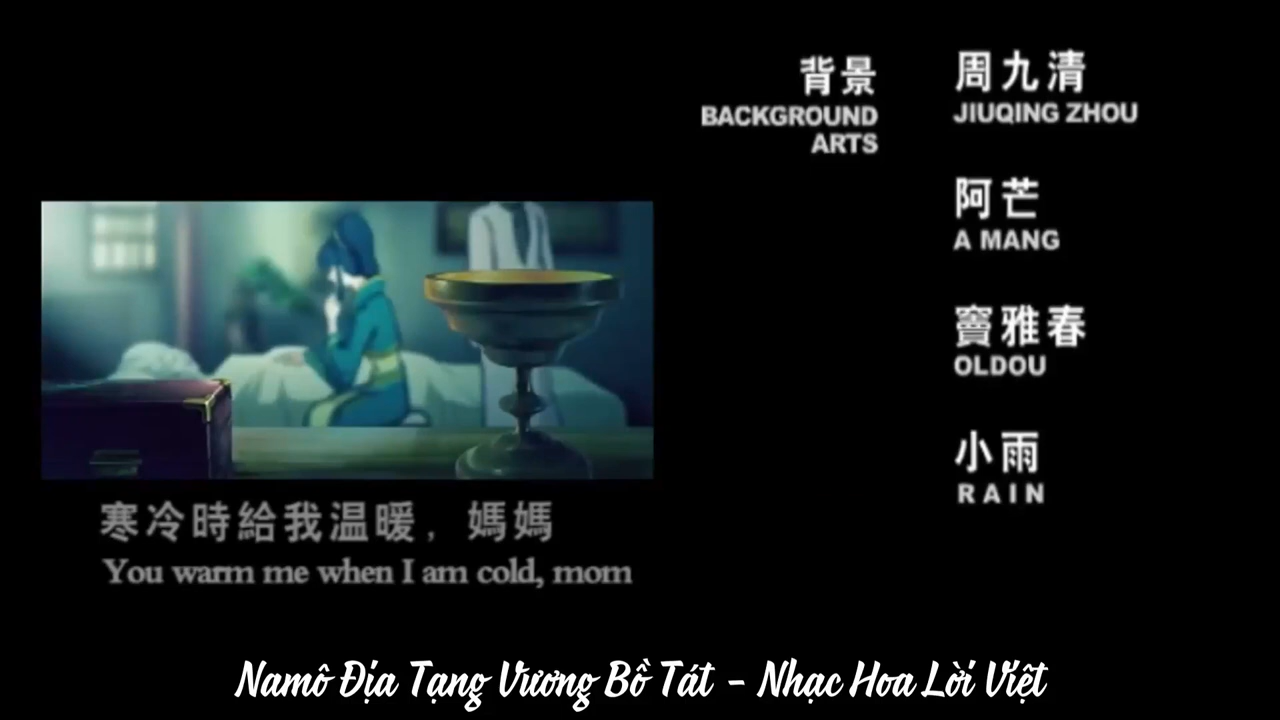 背景
BACKGROUND
ARTS
周九清
JIUQING ZHOU
阿芒
A MANG
竇雅春
OLDOU
小雨
RAIN
寒冷時給我温暖，媽媽
You warm me when I am cold, mom
Namô Địa Tạng Vương Bồ Tát - Nhạc Hoa Lời Việt